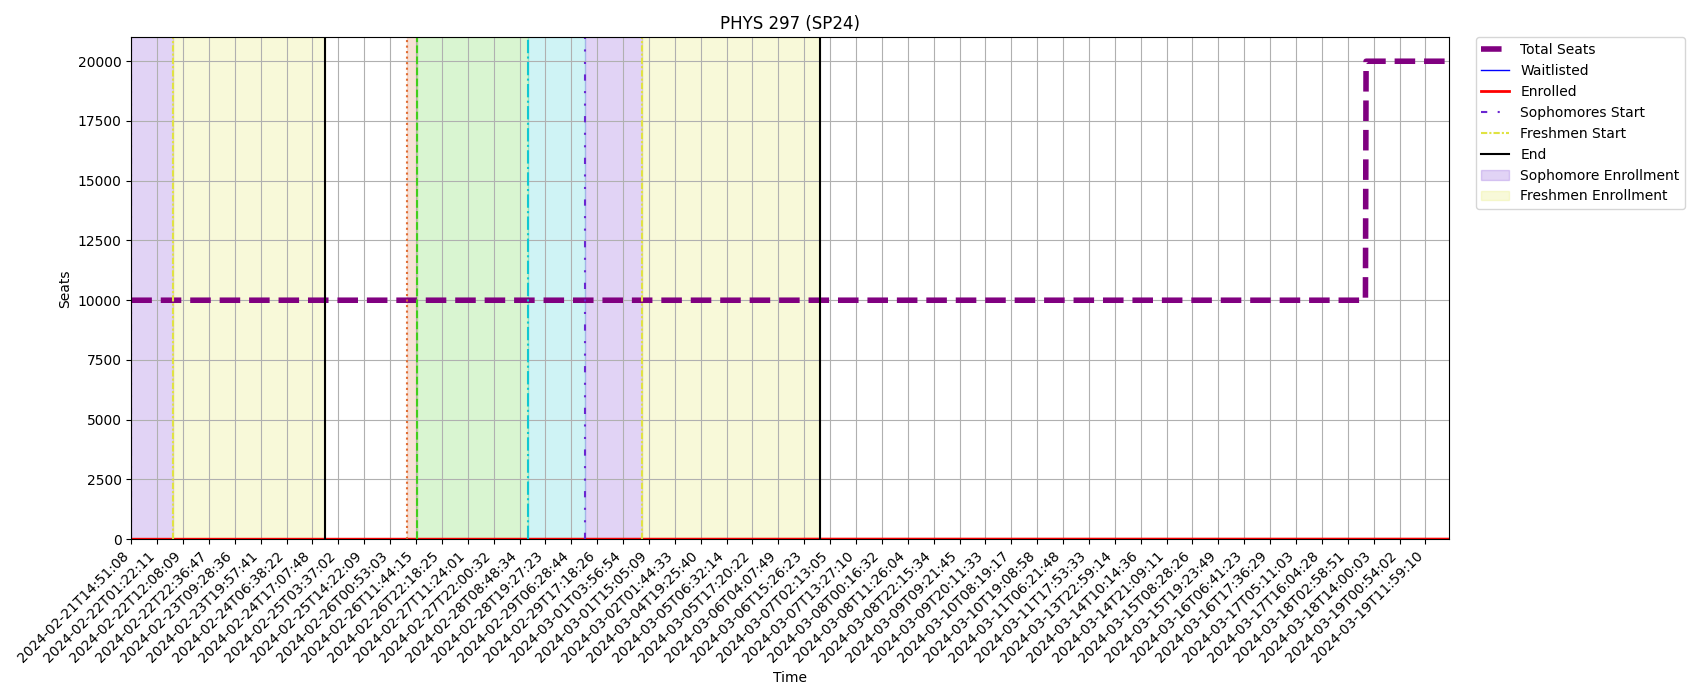 PHYS 297 (SP24)
Total Seats
Waitlisted
Enrolled
Sophomores Start
Freshmen Start
End
Sophomore Enrollment
Freshmen Enrollment
Seats
20000
17500
15000
12500
10000
7500
5000
2500
0
2024-02-21T14:51:08
2024-02-22T01:22:11
2024-02-22T12:08:09
2024-02-22T22:36:47
2024-02-23T09:28:36
2024-02-23T19:57:41
2024-02-24T06:38:22
2024-02-24T17:07:48
2024-02-25T03:37:02
2024-02-25T14:22:09
2024-02-26T00:53:03
2024-02-26T11:44:15
2024-02-26T22:18:25
2024-02-27T11:24:01
2024-02-27T22:00:32
2024-02-28T08:48:34
2024-02-28T19:27:23
2024-02-29T06:28:44
2024-02-29T17:18:26
2024-03-01T03:56:54
2024-03-01T15:05:09
2024-03-02T01:44:33
2024-03-04T19:25:40
2024-03-05T06:32:14
2024-03-05T17:20:22
2024-03-06T04:07:49
2024-03-06T15:26:23
2024-03-07T02:13:05
2024-03-07T13:27:10
2024-03-08T00:16:32
2024-03-08T11:26:04
2024-03-08T22:15:34
2024-03-09T09:21:45
2024-03-09T20:11:33
2024-03-10T08:19:17
2024-03-10T19:08:58
2024-03-11T06:21:48
2024-03-11T17:53:33
2024-03-13T22:59:14
2024-03-14T10:14:36
2024-03-14T21:09:11
2024-03-15T08:28:26
2024-03-15T19:23:49
2024-03-16T06:41:23
2024-03-16T17:36:29
2024-03-17T05:11:03
2024-03-17T16:04:28
2024-03-18T02:58:51
2024-03-18T14:00:03
2024-03-19T00:54:02
2024-03-19T11:59:10
Time